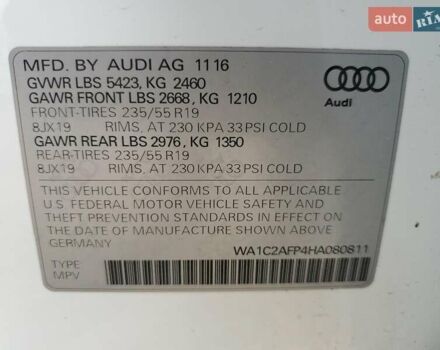 AUTO
RIA
MFD. BY AUDI AG 11 16
GVWR LBS 5423, KG 2460
GAWR FRONT LBS 2668, KG 1210
FRONT-TIRES 235/55 R19
8JX19 RIMS, AT 230 KPA 33 PSI COLD
GAWR REAR LBS 2976, KG 1350
REAR-TIRES 235/55 R19
8JX19 RIMS, AT 230 KPA 33 PSI COLD
Audi
THIS VEHICLE CONFORMS TO ALL APPLICABLE
U.S. FEDERAL MOTOR VEHICLE SAFETY AND
THEFT PREVENTION STANDARDS IN EFFECT ON THE
DATE OF MANUFACTURE SHOWN ABOVE.
GERMANY WA1C2AFP4HA080811
TYPE
MPV